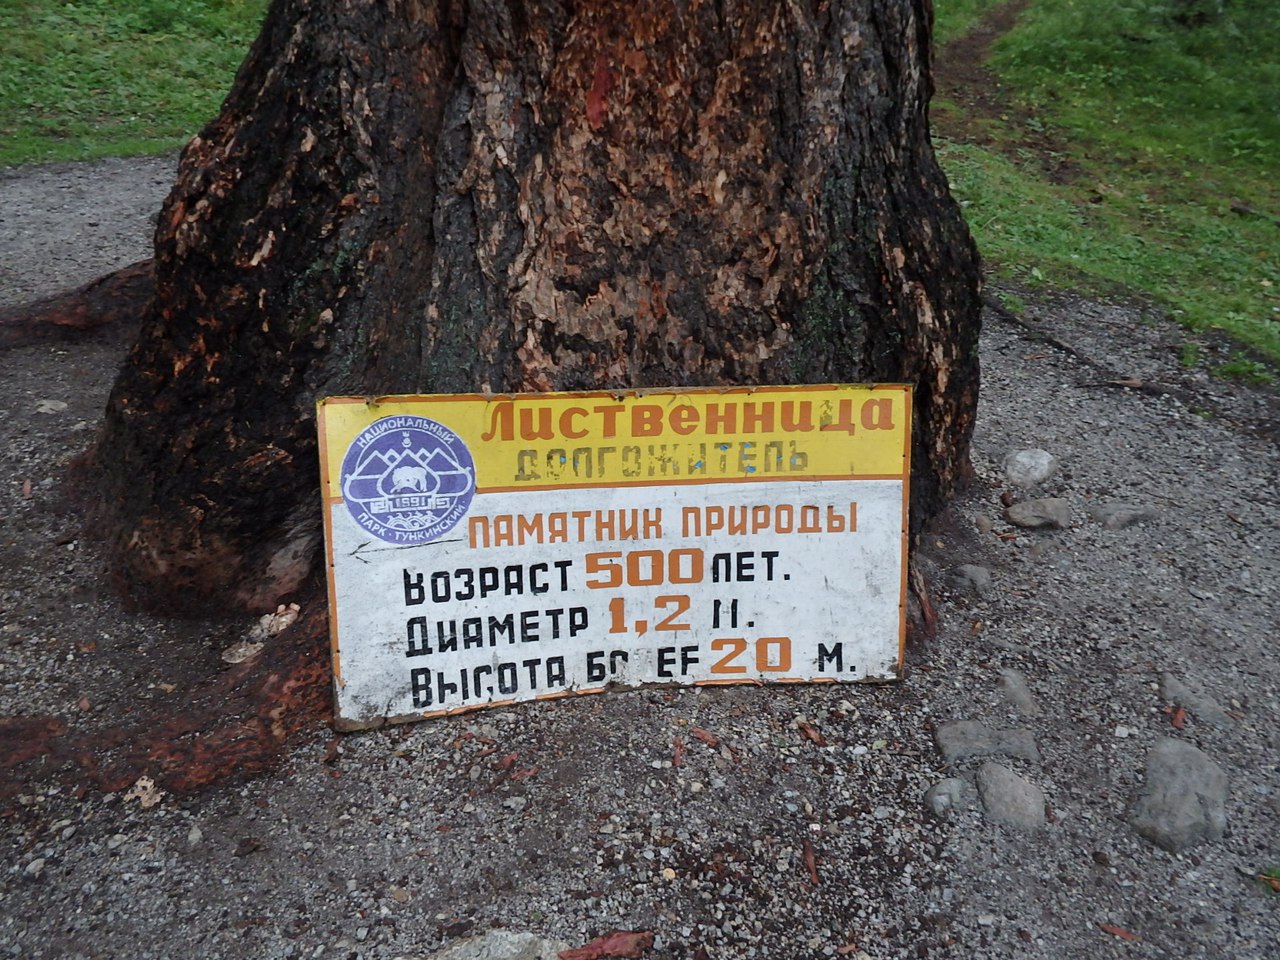 Лиственница
долгожитель
НАЦИОНАЛЬНЫЙ
1991
ПАРК · ТУНКИНСКИЙ
ПАМЯТНИК ПРИРОДЫ
ВОЗРАСТ 500 ЛЕТ.
ДИАМЕТР 1,2
ВЫСОТА 20 М.